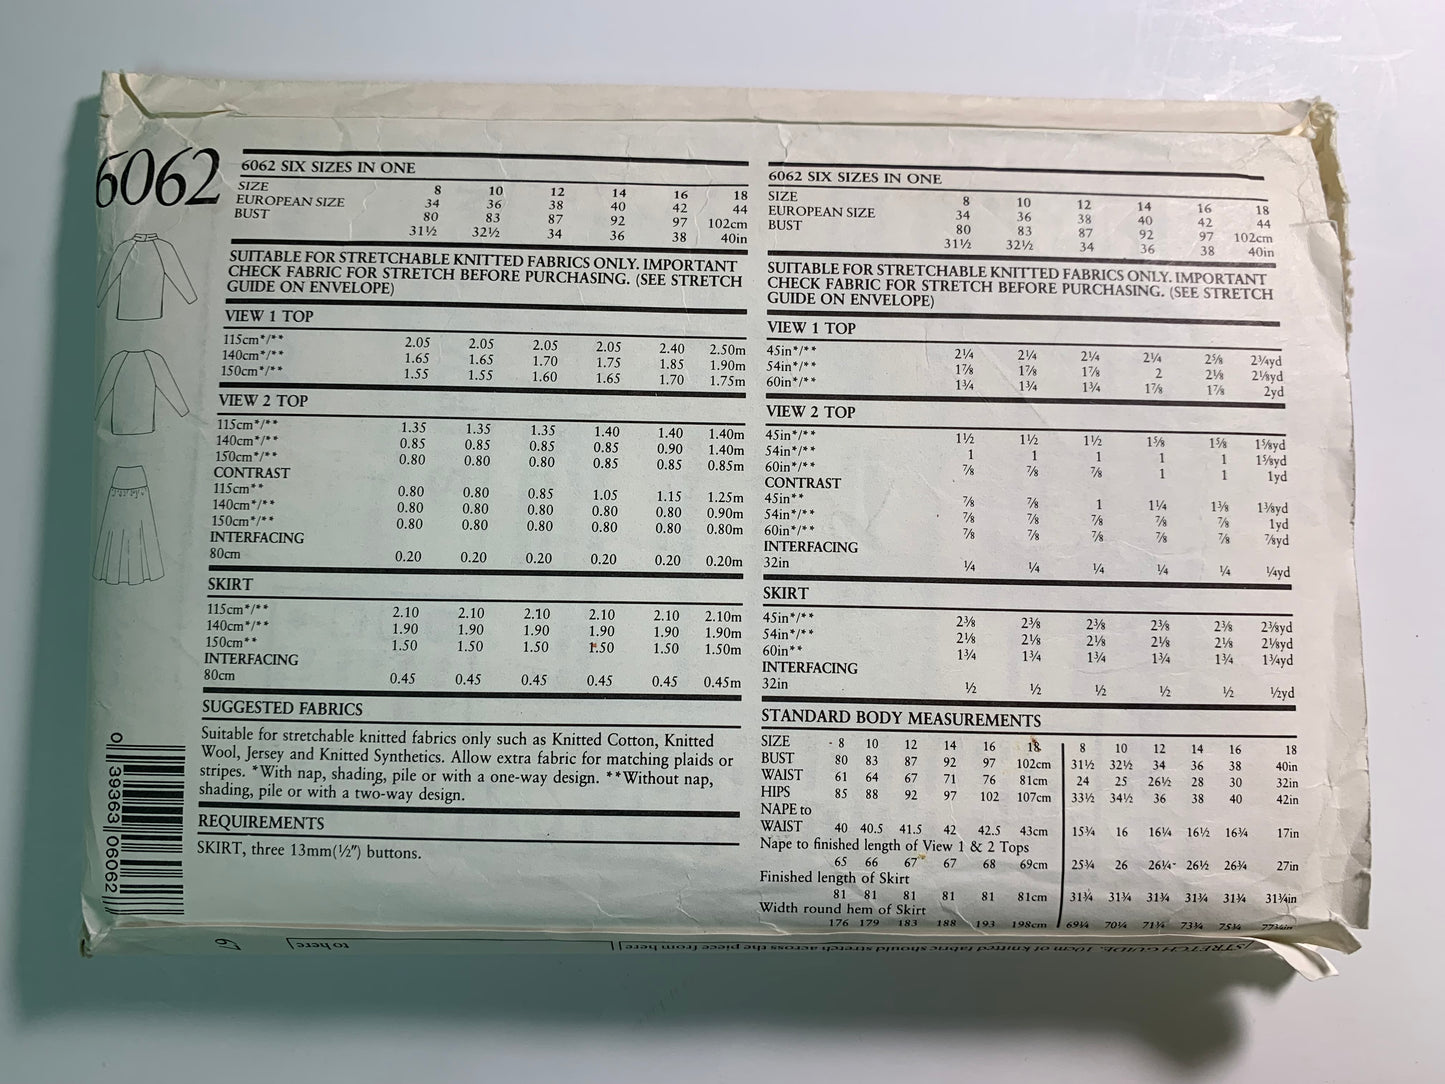 6062
6062 SIX SIZES IN ONE
SIZE 8 10 12 14 16 18
EUROPEAN SIZE 34 36 38 40 42 44
BUST 80 83 87 92 97 102cm
31½ 32½ 34 36 38 40in
SUITABLE FOR STRETCHABLE KNITTED FABRICS ONLY. IMPORTANT
CHECK FABRIC FOR STRETCH BEFORE PURCHASING. (SEE STRETCH
GUIDE ON ENVELOPE)
VIEW 1 TOP
115cm*/** 2.05 2.05 2.05 2.05 2.40 2.50m
140cm*/** 1.65 1.65 1.70 1.75 1.85 1.90m
150cm*/** 1.55 1.55 1.60 1.65 1.70 1.75m
VIEW 2 TOP
115cm*/** 1.35 1.35 1.35 1.40 1.40 1.40m
140cm*/** 0.85 0.85 0.85 0.85 0.90 1.40m
150cm*/** 0.80 0.80 0.80 0.85 0.85 0.85m
CONTRAST
115cm** 0.80 0.80 0.85 1.05 1.15 1.25m
140cm*/** 0.80 0.80 0.80 0.80 0.80 0.90m
150cm*/** 0.80 0.80 0.80 0.80 0.80 0.80m
INTERFACING
80cm 0.20 0.20 0.20 0.20 0.20 0.20m
SKIRT
115cm*/** 2.10 2.10 2.10 2.10 2.10 2.10m
140cm*/** 1.90 1.90 1.90 1.90 1.90 1.90m
150cm** 1.50 1.50 1.50 1.50 1.50 1.50m
INTERFACING
80cm 0.45 0.45 0.45 0.45 0.45 0.45m
SUGGESTED FABRICS
Suitable for stretchable knitted fabrics only such as Knitted Cotton, Knitted
Wool, Jersey and Knitted Synthetics. Allow extra fabric for matching plaids or
stripes. *With nap, shading, pile or with a one-way design. **Without nap,
shading, pile or with a two-way design.
REQUIREMENTS
SKIRT, three 13mm(½") buttons.
6062 SIX SIZES IN ONE
SIZE 8 10 12 14 16 18
EUROPEAN SIZE 34 36 38 40 42 44
BUST 80 83 87 92 97 102cm
31½ 32½ 34 36 38 40in
SUITABLE FOR STRETCHABLE KNITTED FABRICS ONLY. IMPORTANT
CHECK FABRIC FOR STRETCH BEFORE PURCHASING. (SEE STRETCH
GUIDE ON ENVELOPE)
VIEW 1 TOP
45in*/** 2¼ 2¼ 2¼ 2¼ 2⅝ 2¾yd
54in*/** 1⅞ 1⅞ 1⅞ 2 2⅛ 2⅛yd
60in*/** 1¾ 1¾ 1¾ 1⅞ 1⅞ 2yd
VIEW 2 TOP
45in*/** 1½ 1½ 1½ 1⅝ 1⅝ 1⅝yd
54in*/** 1 1 1 1 1 1⅝yd
60in*/** ⅞ ⅞ ⅞ 1 1 1yd
CONTRAST
45in** ⅞ ⅞ 1 1¼ 1⅜ 1⅜yd
54in*/** ⅞ ⅞ ⅞ ⅞ ⅞ 1yd
60in*/** ⅞ ⅞ ⅞ ⅞ ⅞ ⅞yd
INTERFACING
32in ¼ ¼ ¼ ¼ ¼ ¼yd
SKIRT
45in*/** 2⅜ 2⅜ 2⅜ 2⅜ 2⅜ 2⅜yd
54in*/** 2⅛ 2⅛ 2⅛ 2⅛ 2⅛ 2⅛yd
60in** 1¾ 1¾ 1¾ 1¾ 1¾ 1¾yd
INTERFACING
32in ½ ½ ½ ½ ½ ½yd
STANDARD BODY MEASUREMENTS
SIZE 8 10 12 14 16 18 8 10 12 14 16 18
BUST 80 83 87 92 97 102cm 31½ 32½ 34 36 38 40in
WAIST 61 64 67 71 76 81cm 24 25 26½ 28 30 32in
HIPS 85 88 92 97 102 107cm 33½ 34½ 36 38 40 42in
NAPE to
WAIST 40 40.5 41.5 42 42.5 43cm 15¾ 16 16¼ 16½ 16¾ 17in
Nape to finished length of View 1 & 2 Tops
65 66 67 67 68 69cm 25¾ 26 26¼ 26½ 26¾ 27in
Finished length of Skirt
81 81 81 81 81 81cm 31¾ 31¾ 31¾ 31¾ 31¾ 31¾in
Width round hem of Skirt
176 179 183 188 193 198cm 69¼ 70¼ 71¼ 73¼ 75¼
0 39363 06062
STRETCH GUIDE. 10cm of knitted fabric should stretch across the piece from here
to here